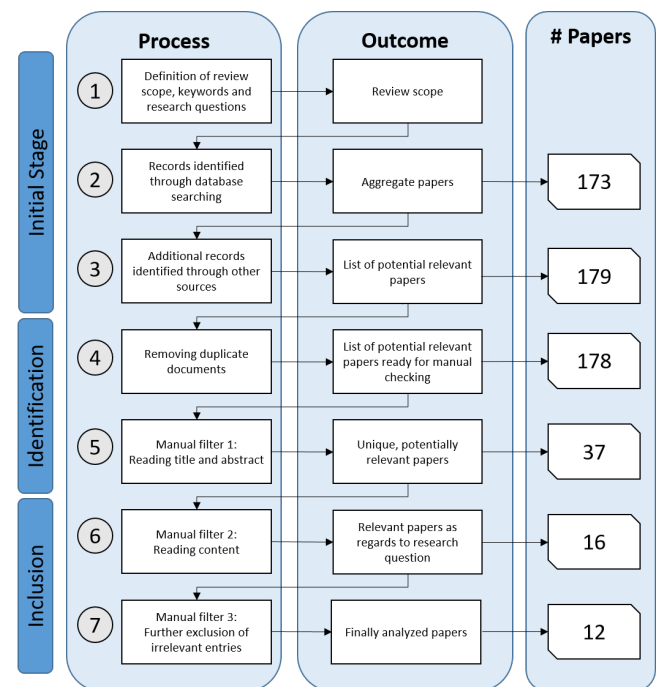 Process
Outcome
# Papers
Initial Stage
1
Definition of review
scope, keywords and
research questions
Review scope
2
Records identified
through database
searching
Aggregate papers
173
3
Additional records
identified through other
sources
List of potential relevant
papers
179
Identification
4
Removing duplicate
documents
List of potential relevant
papers ready for manual
checking
178
5
Manual filter 1:
Reading title and abstract
Unique, potentially
relevant papers
37
Inclusion
6
Manual filter 2:
Reading content
Relevant papers as
regards to research
question
16
7
Manual filter 3:
Further exclusion of
irrelevant entries
Finally analyzed papers
12